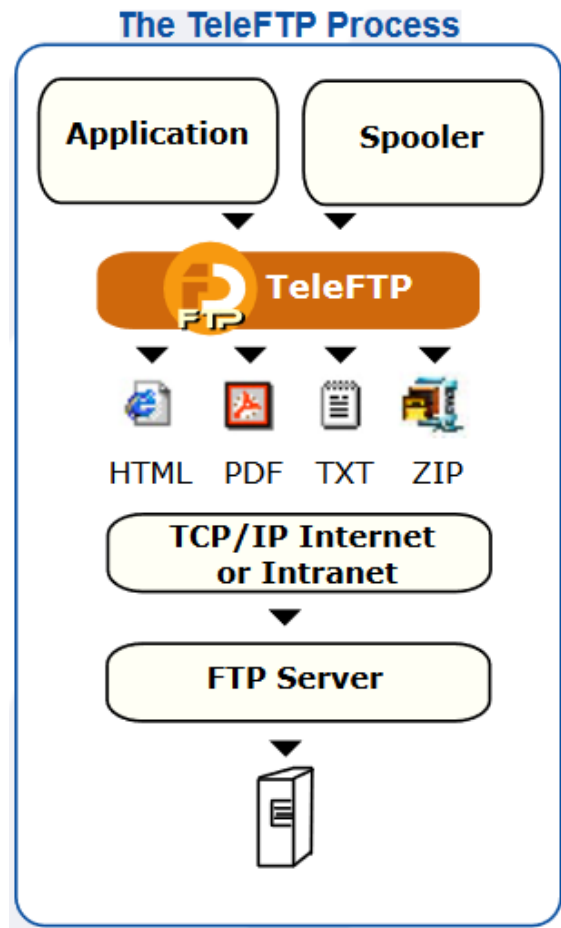 The TeleFTP Process
Application
Spooler
FTP
TeleFTP
HTML PDF TXT ZIP
TCP/IP Internet
or Intranet
FTP Server